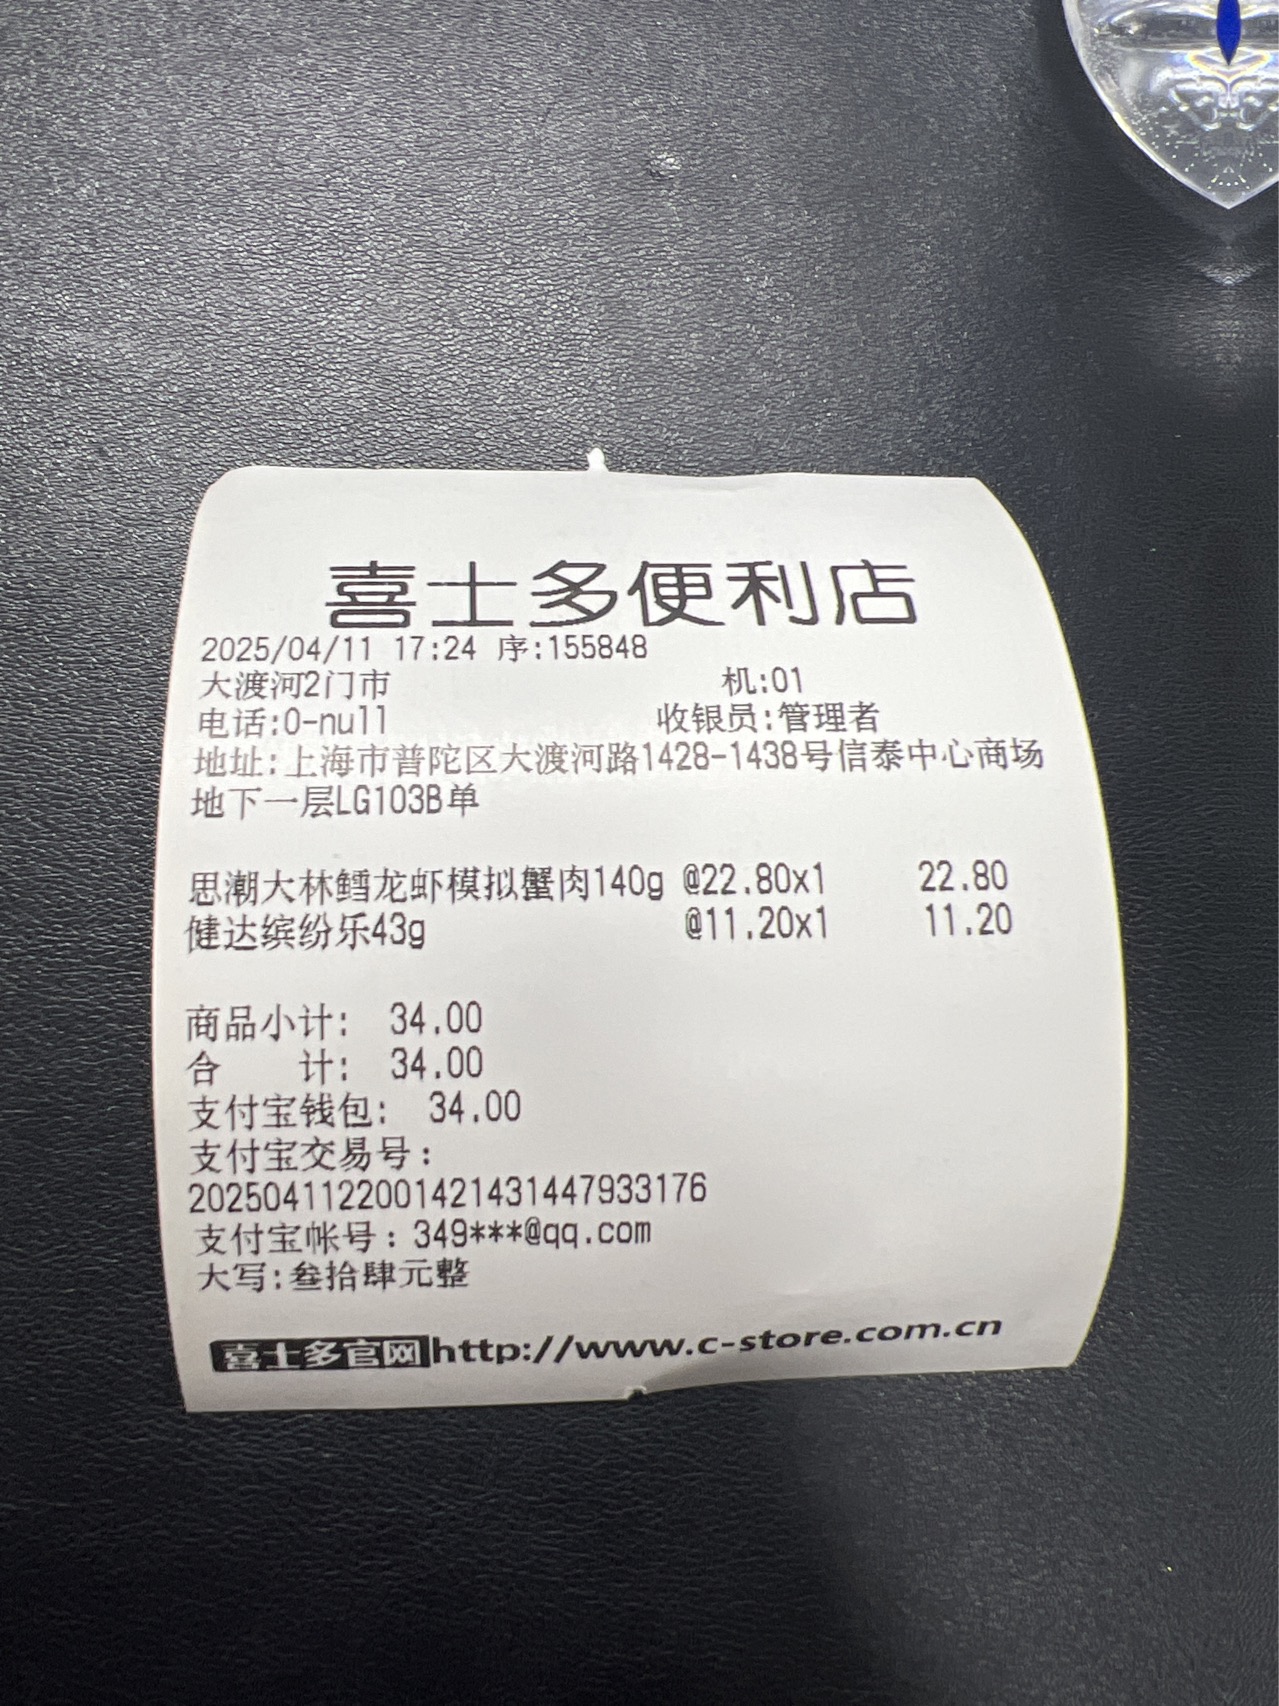 喜士多便利店
2025/04/11 17:24 序:155848
大渡河2门市 机:01
电话:0-null 收银员:管理者
地址:上海市普陀区大渡河路1428-1438号信泰中心商场
地下一层LG103B单
思潮大林鳕龙虾模拟蟹肉140g @22.80x1 22.80
健达缤纷乐43g @11.20x1 11.20
商品小计: 34.00
合 计: 34.00
支付宝钱包: 34.00
支付宝交易号:
2025041122001421431447933176
支付宝帐号:349***@qq.com
大写:叁拾肆元整
喜士多官网http://www.c-store.com.cn